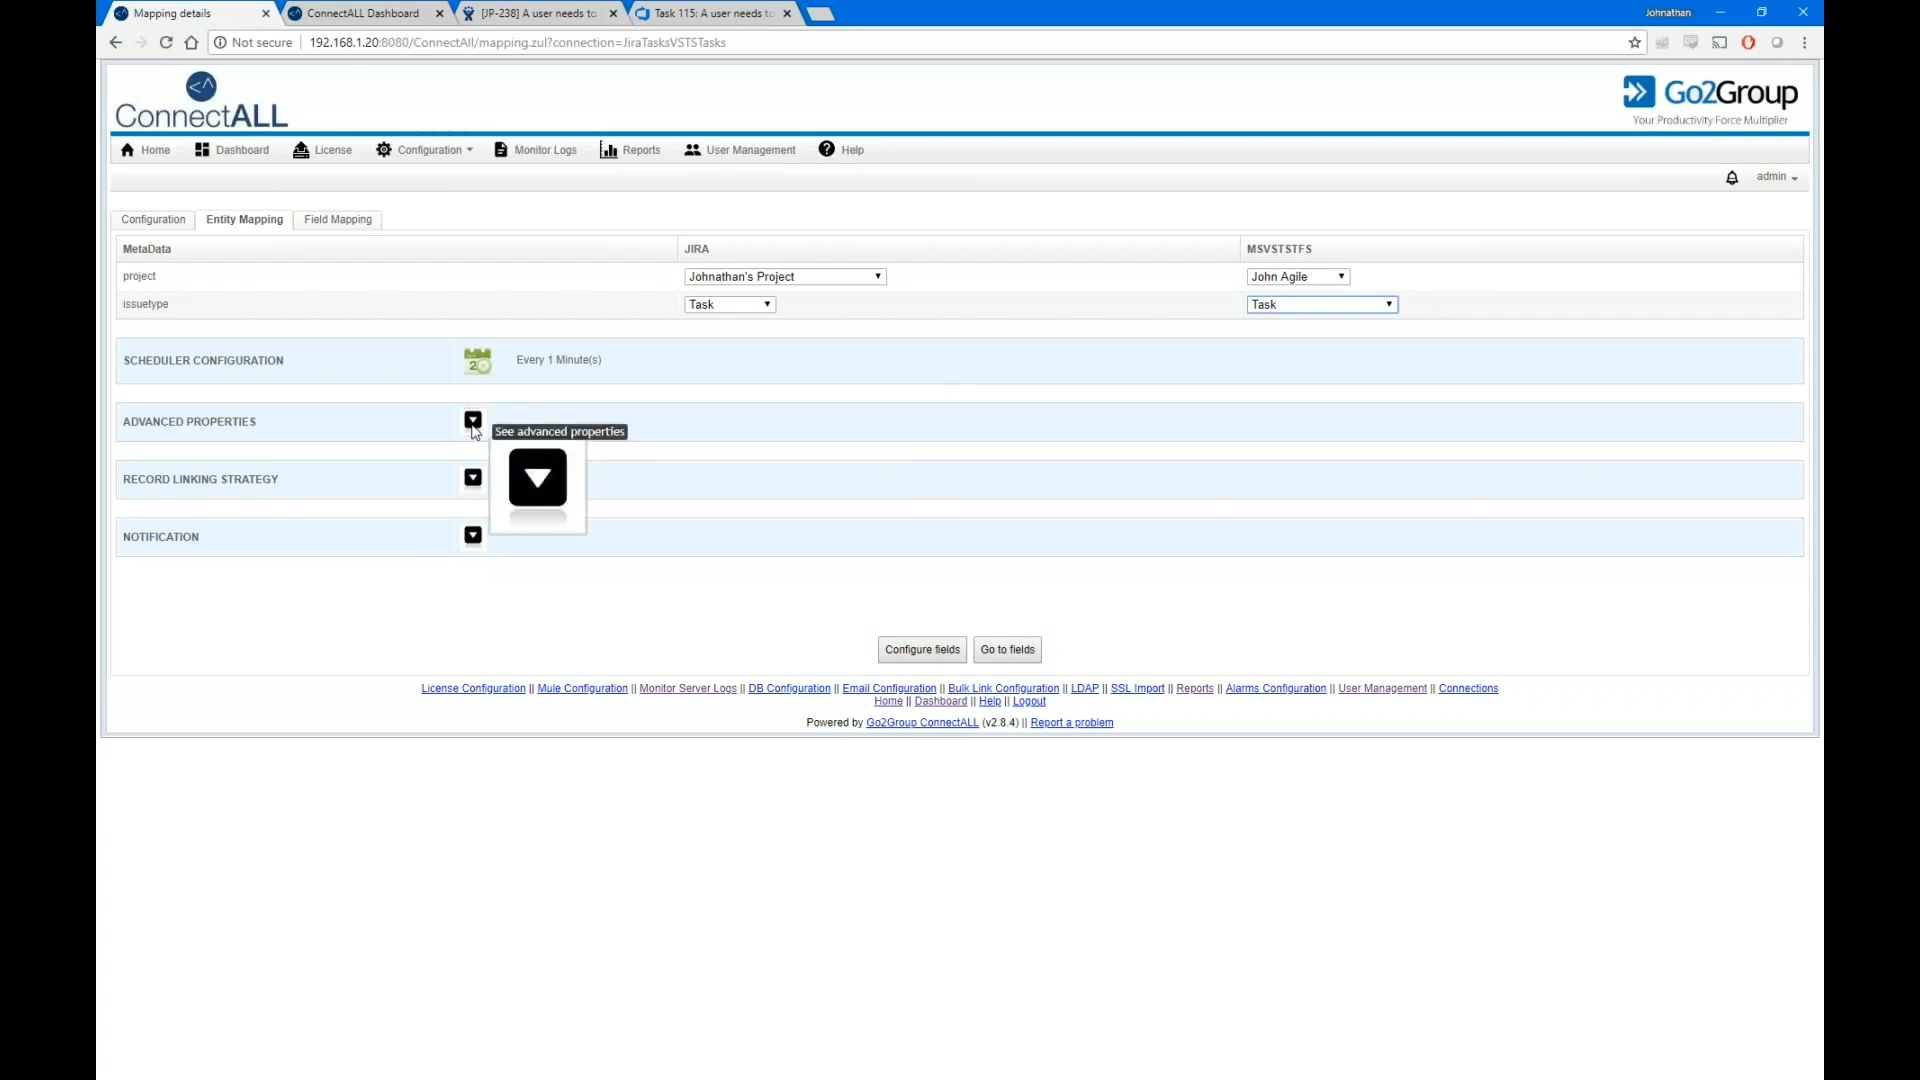 Mapping details
ConnectALL Dashboard
[JP-238] A user needs to
Task 115: A user needs to
Johnathan
Not secure
192.168.1.20:8080/ConnectAll/mapping.zul?connection=JiraTasksVSTSTasks
ConnectALL
Go2Group
Your Productivity Force Multiplier
Home Dashboard License Configuration Monitor Logs Reports User Management Help
admin
Configuration Entity Mapping Field Mapping
MetaData JIRA MSVSTSTFS
project Johnathan's Project John Agile
issuetype Task Task
SCHEDULER CONFIGURATION Every 1 Minute(s)
ADVANCED PROPERTIES
See advanced properties
RECORD LINKING STRATEGY
NOTIFICATION
Configure fields Go to fields
License Configuration || Mule Configuration || Monitor Server Logs || DB Configuration || Email Configuration || Bulk Link Configuration || LDAP || SSL Import || Reports || Alarms Configuration || User Management || Connections
Home || Dashboard || Help || Logout
Powered by Go2Group ConnectALL (v2.8.4) || Report a problem